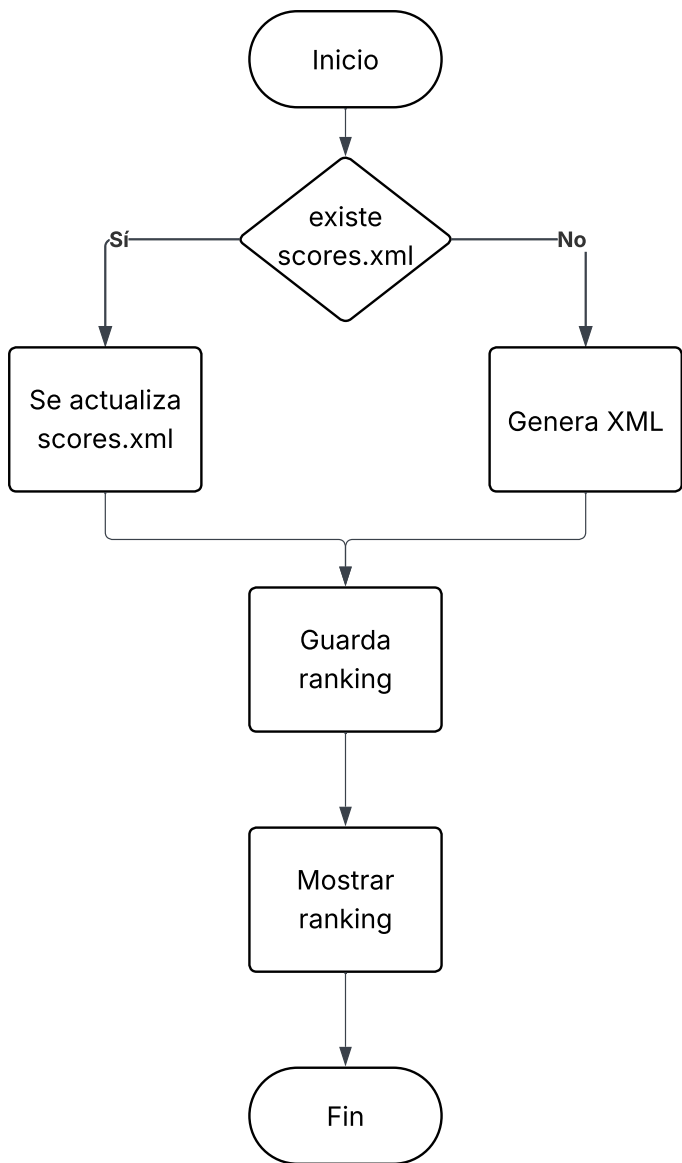 Inicio
existe
scores.xml
Sí
No
Se actualiza
scores.xml
Genera XML
Guarda
ranking
Mostrar
ranking
Fin